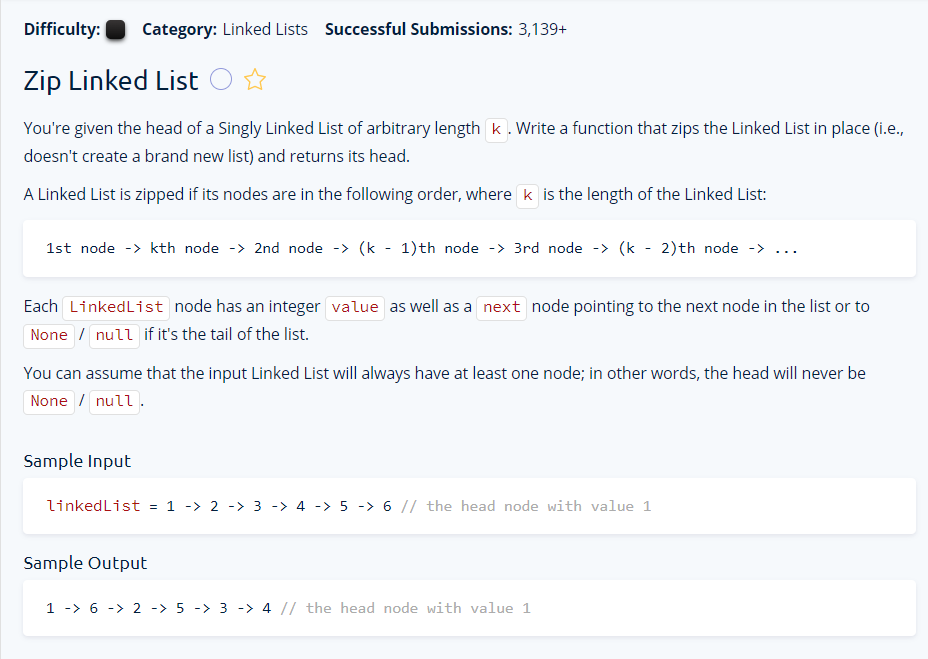 Difficulty: Category: Linked Lists Successful Submissions: 3,139+
Zip Linked List
You're given the head of a Singly Linked List of arbitrary length k . Write a function that zips the Linked List in place (i.e.,
doesn't create a brand new list) and returns its head.
A Linked List is zipped if its nodes are in the following order, where k is the length of the Linked List:
1st node -> kth node -> 2nd node -> (k - 1)th node -> 3rd node -> (k - 2)th node -> ...
Each LinkedList node has an integer value as well as a next node pointing to the next node in the list or to
None / null if it's the tail of the list.
You can assume that the input Linked List will always have at least one node; in other words, the head will never be
None / null .
Sample Input
linkedList = 1 -> 2 -> 3 -> 4 -> 5 -> 6 // the head node with value 1
Sample Output
1 -> 6 -> 2 -> 5 -> 3 -> 4 // the head node with value 1